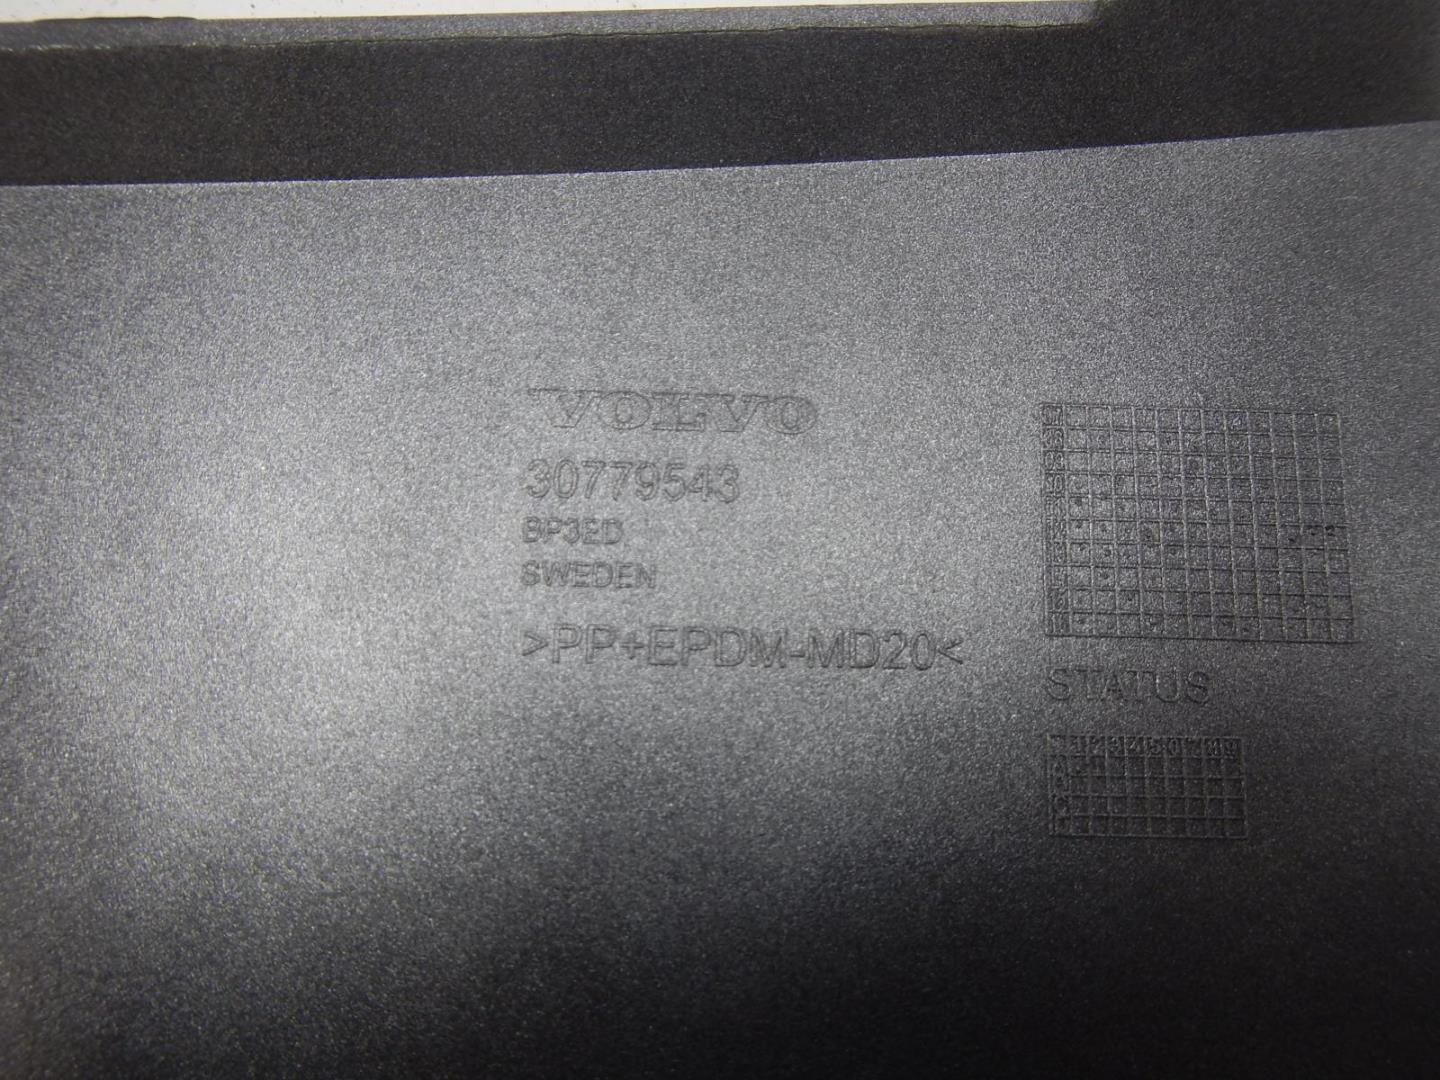 VOLVO
30779543
BP3ED
SWEDEN
>PP+EPDM-MD20<
STATUS